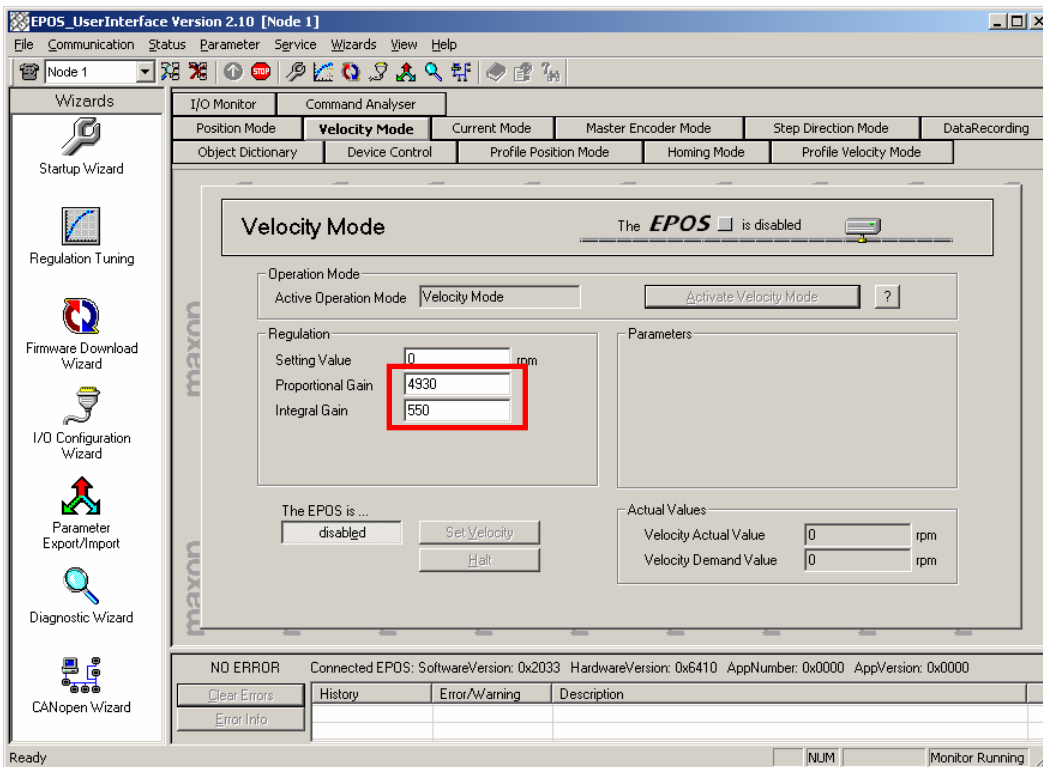 EPOS_UserInterface Version 2.10 [Node 1]
File Communication Status Parameter Service Wizards View Help
Node 1 STOP
Wizards
Startup Wizard
Regulation Tuning
Firmware Download
Wizard
I/O Configuration
Wizard
Parameter
Export/Import
Diagnostic Wizard
CANopen Wizard
I/O Monitor Command Analyser
Position Mode Velocity Mode Current Mode Master Encoder Mode Step Direction Mode DataRecording
Object Dictionary Device Control Profile Position Mode Homing Mode Profile Velocity Mode
Velocity Mode The EPOS is disabled
Operation Mode
Active Operation Mode Velocity Mode Activate Velocity Mode ?
Regulation
Setting Value 0 rpm
Proportional Gain 4930
Integral Gain 550
Parameters
The EPOS is ...
disabled Set Velocity
Halt
Actual Values
Velocity Actual Value 0 rpm
Velocity Demand Value 0 rpm
maxon
maxon
NO ERROR Connected EPOS: SoftwareVersion: 0x2033 HardwareVersion: 0x6410 AppNumber: 0x0000 AppVersion: 0x0000
Clear Errors History Error/Warning Description
Error Info
Ready NUM Monitor Running